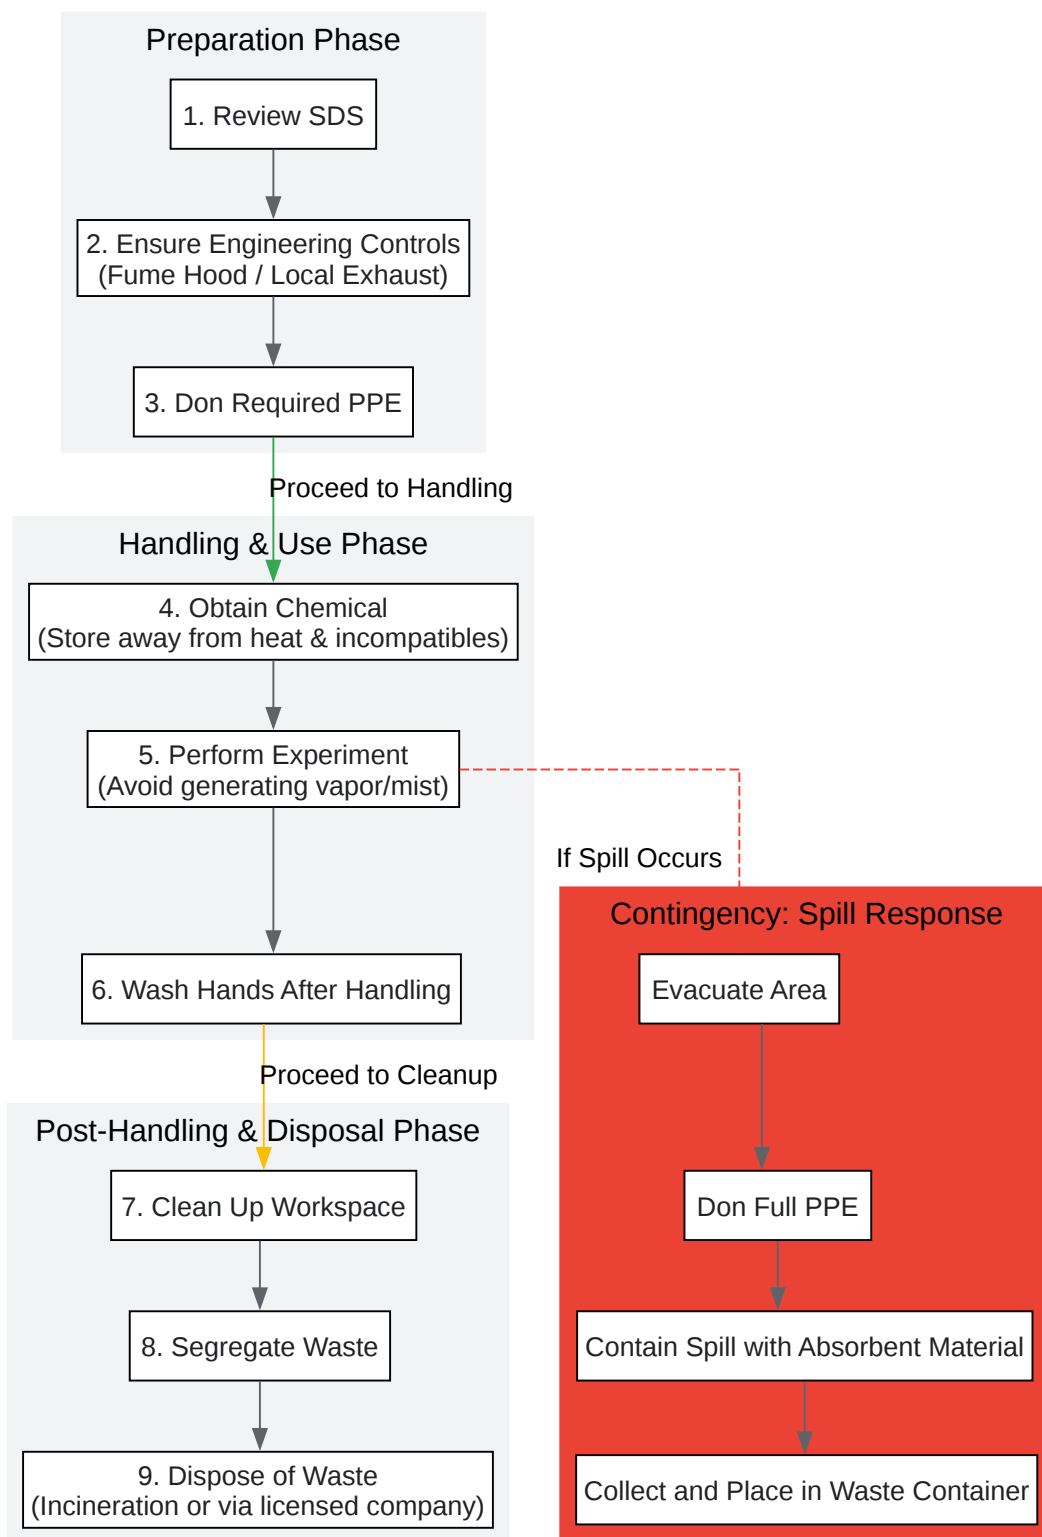 Preparation Phase
1. Review SDS
2. Ensure Engineering Controls
(Fume Hood / Local Exhaust)
3. Don Required PPE
Proceed to Handling
Handling & Use Phase
4. Obtain Chemical
(Store away from heat & incompatibles)
5. Perform Experiment
(Avoid generating vapor/mist)
6. Wash Hands After Handling
If Spill Occurs
Contingency: Spill Response
Evacuate Area
Don Full PPE
Contain Spill with Absorbent Material
Collect and Place in Waste Container
Proceed to Cleanup
Post-Handling & Disposal Phase
7. Clean Up Workspace
8. Segregate Waste
9. Dispose of Waste
(Incineration or via licensed company)